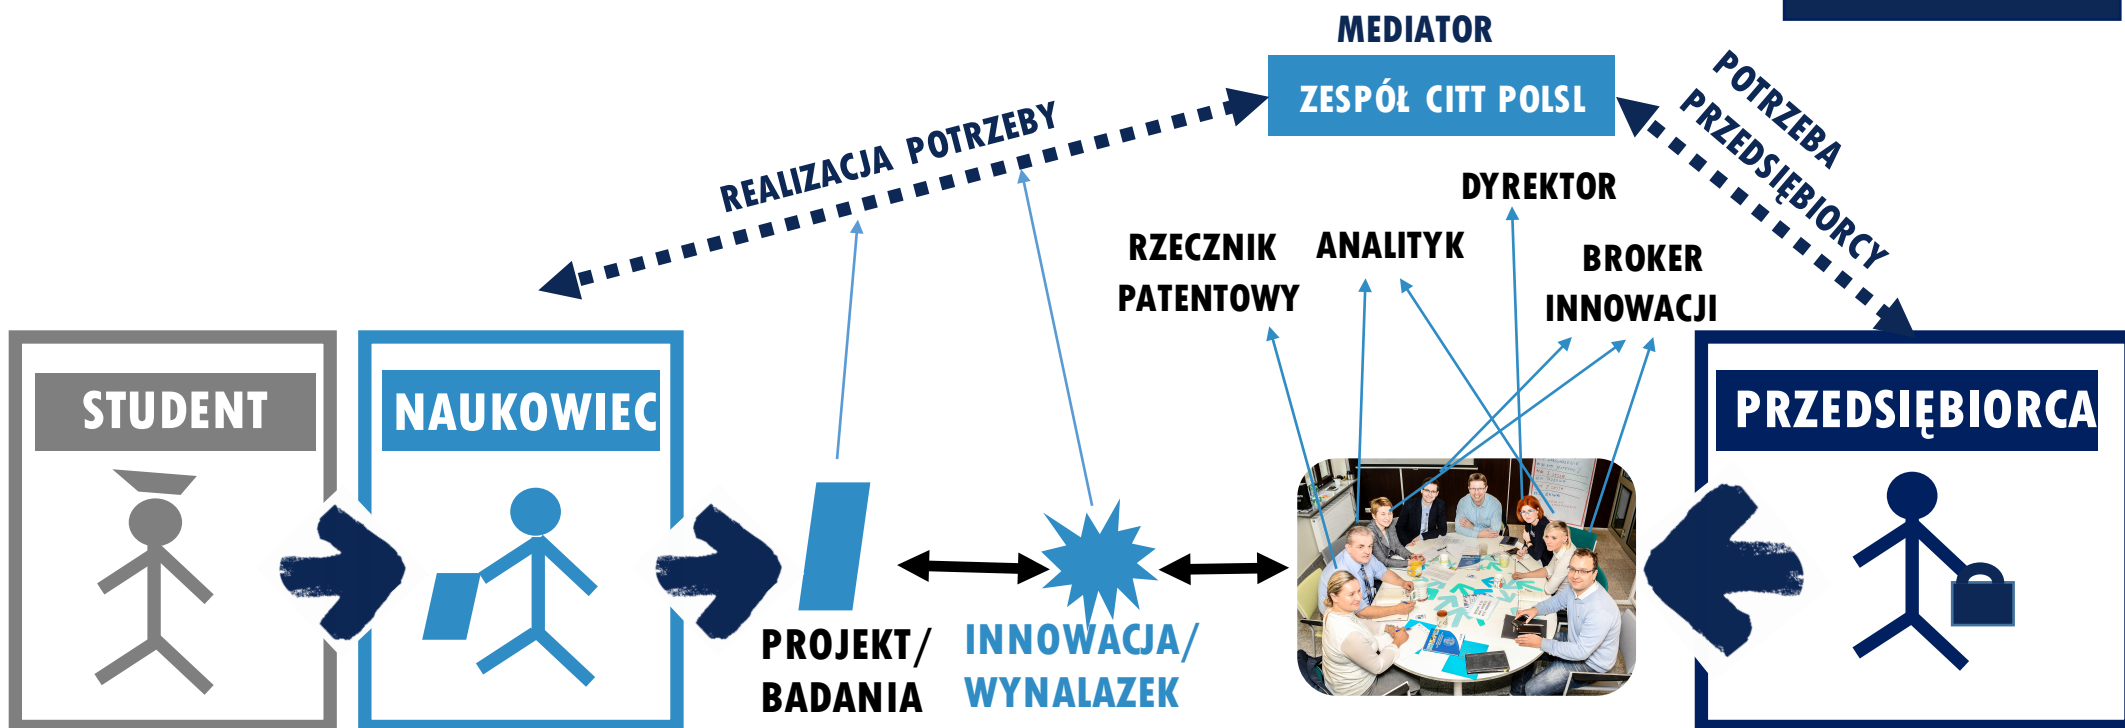 MEDIATOR
ZESPÓŁ CITT POLSL
POTRZEBA
PRZEDSIĘBIORCY
REALIZACJA POTRZEBY
DYREKTOR
RZECZNIK
PATENTOWY
ANALITYK
BROKER
INNOWACJI
STUDENT
NAUKOWIEC
PRZEDSIĘBIORCA
PROJEKT/
BADANIA
INNOWACJA/
WYNALAZEK